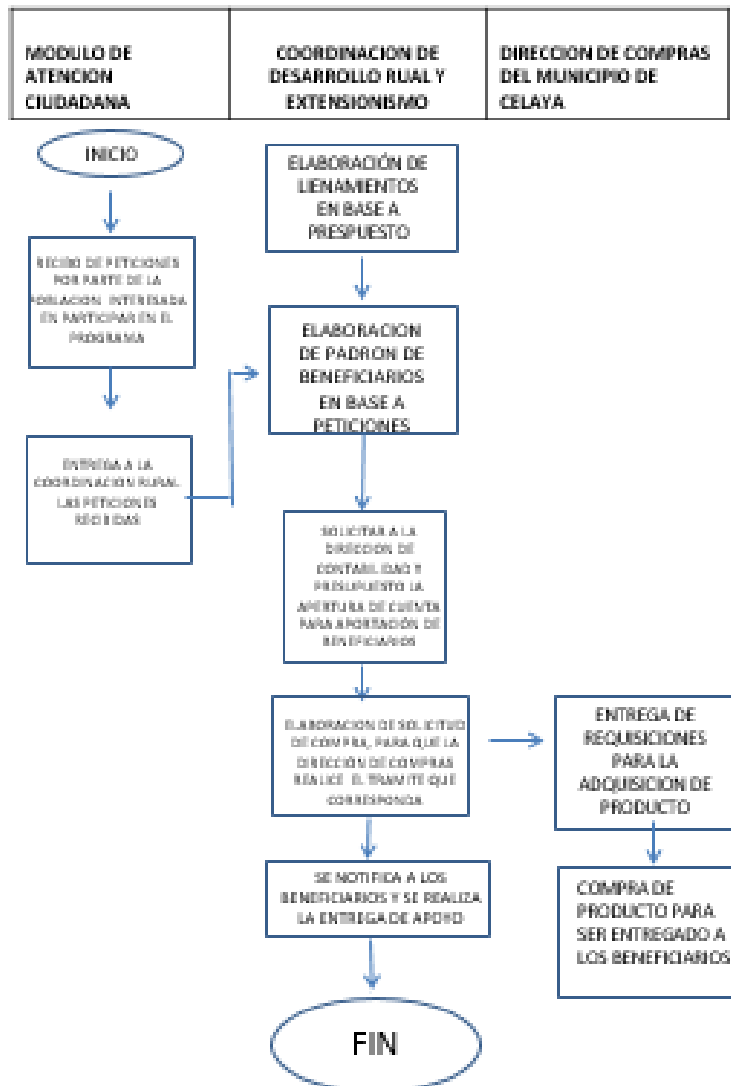 MODULO DE
ATENCION
CIUDADANA
COORDINACION DE
DESARROLLO RUAL Y
EXTENSIONISMO
DIRECCION DE COMPRAS
DEL MUNICIPIO DE
CELAYA
INICIO
RECIBO DE PETICIONES
POR PARTE DE LA
POBLACION INTERESADA
EN PARTICIPAR EN EL
PROGRAMA
ENTREGA A LA
COORDINACION RURAL
LAS PETICIONES
RECIBIDAS
ELABORACIÓN DE
LIENAMIENTOS
EN BASE A
PRESPUESTO
ELABORACION
DE PADRON DE
BENEFICIARIOS
EN BASE A
PETICIONES
SOLICITAR A LA
DIRECCIÓN DE
CONTABILIDAD Y
PRESUPUESTO LA
APERTURA DE CUENTA
PARA APORTACIÓN DE
BENEFICIARIOS
ELABORACION DE SOLICITUD
DE COMPRA, PARA QUE LA
DIRECCIÓN DE COMPRAS
REALICE EL TRAMITE QUE
CORRESPONDA
SE NOTIFICA A LOS
BENEFICIARIOS Y SE REALIZA
LA ENTREGA DE APOYO
FIN
ENTREGA DE
REQUISICIONES
PARA LA
ADQUISICION DE
PRODUCTO
COMPRA DE
PRODUCTO PARA
SER ENTREGADO A
LOS BENEFICIARIOS